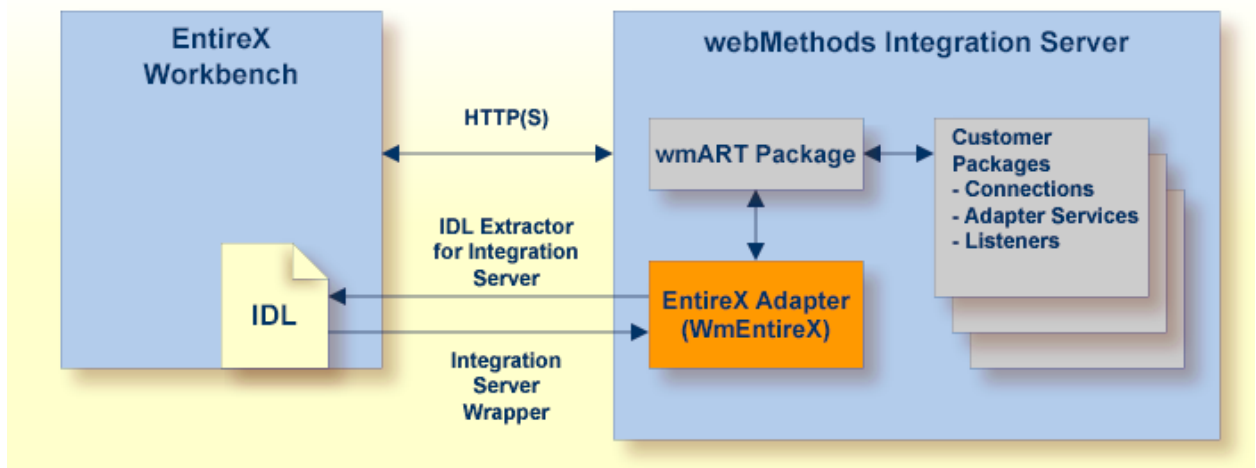 EntireX
Workbench
webMethods Integration Server
HTTP(S)
wmART Package
Customer
Packages
- Connections
- Adapter Services
- Listeners
IDL Extractor
for Integration
Server
IDL
EntireX Adapter
(WmEntireX)
Integration
Server
Wrapper